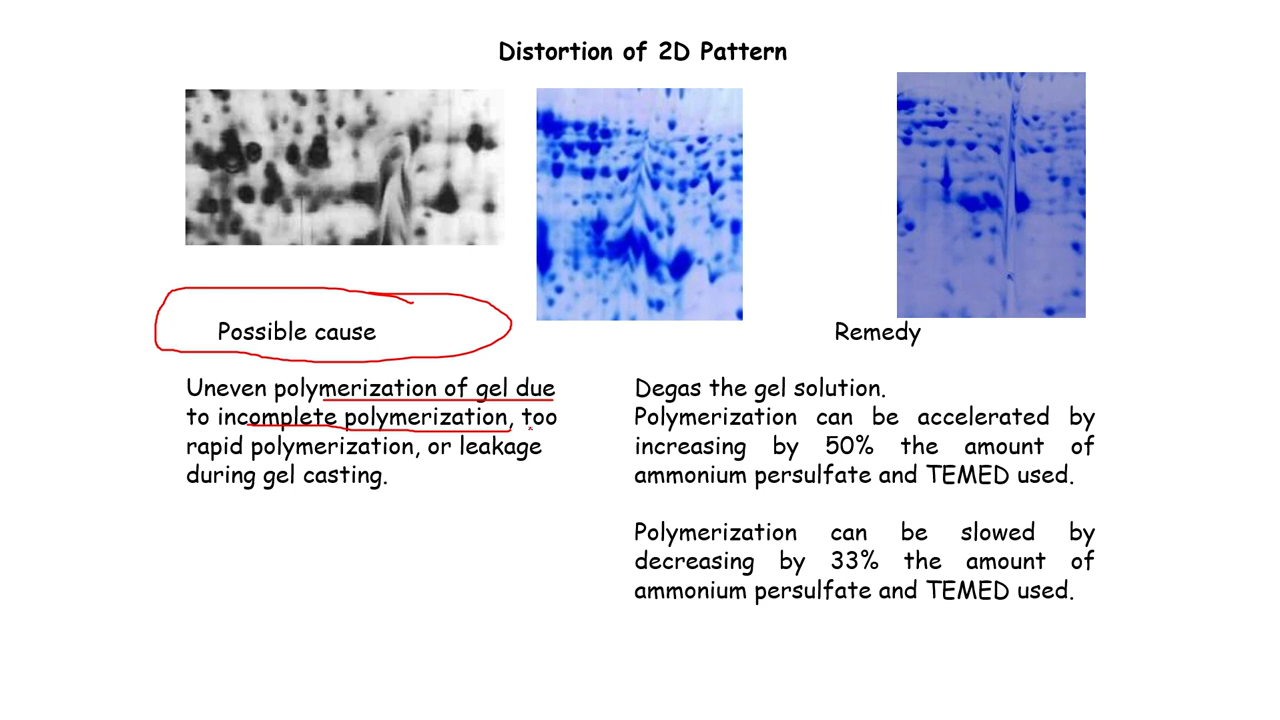 Distortion of 2D Pattern
Possible cause
Uneven polymerization of gel due
to incomplete polymerization, too
rapid polymerization, or leakage
during gel casting.
Remedy
Degas the gel solution.
Polymerization can be accelerated by
increasing by 50% the amount of
ammonium persulfate and TEMED used.
Polymerization can be slowed by
decreasing by 33% the amount of
ammonium persulfate and TEMED used.